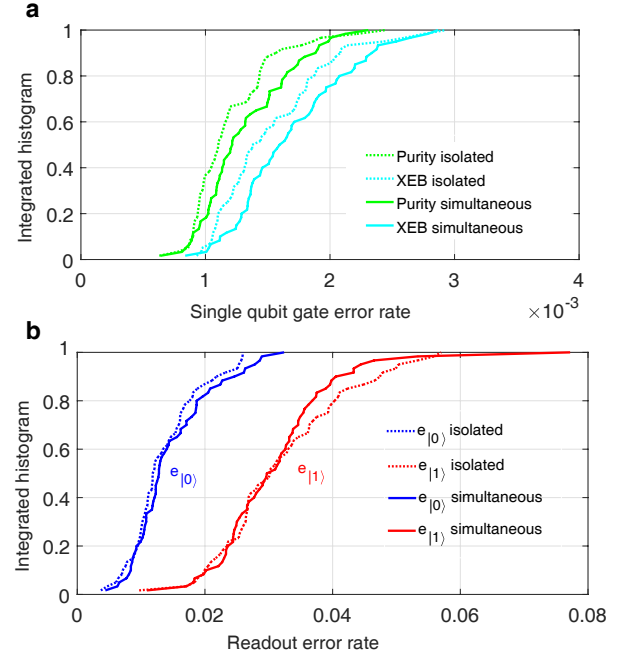 a
1
0.8
0.6
0.4
0.2
0
Integrated histogram
Purity isolated
XEB isolated
Purity simultaneous
XEB simultaneous
0 1 2 3 4
Single qubit gate error rate ×10⁻³
b
1
0.8
0.6
0.4
0.2
0
Integrated histogram
e|0⟩
e|1⟩
e|0⟩ isolated
e|1⟩ isolated
e|0⟩ simultaneous
e|1⟩ simultaneous
0 0.02 0.04 0.06 0.08
Readout error rate